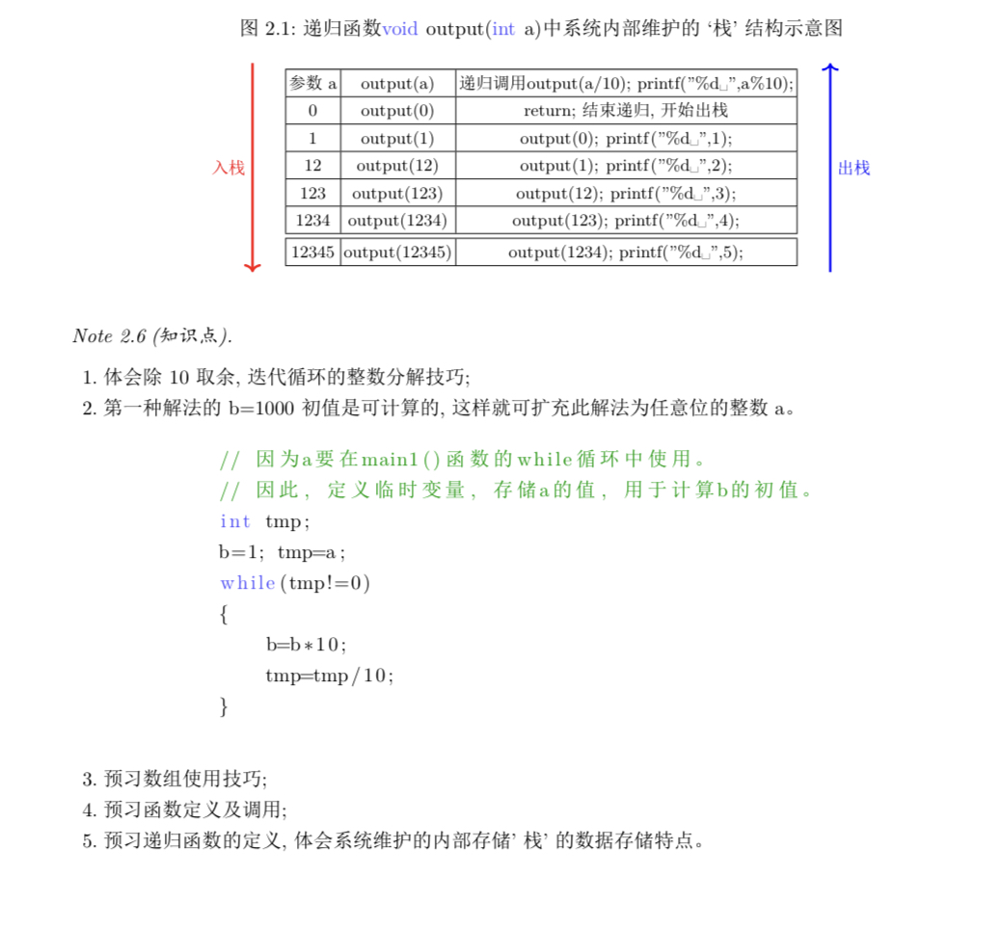 图 2.1: 递归函数void output(int a)中系统内部维护的 ‘栈’ 结构示意图
参数 a output(a) 递归调用output(a/10); printf(”%d␣”,a%10);
0 output(0) return; 结束递归, 开始出栈
1 output(1) output(0); printf(”%d␣”,1);
入栈 12 output(12) output(1); printf(”%d␣”,2); 出栈
123 output(123) output(12); printf(”%d␣”,3);
1234 output(1234) output(123); printf(”%d␣”,4);
12345 output(12345) output(1234); printf(”%d␣”,5);
Note 2.6 (知识点).
1. 体会除 10 取余, 迭代循环的整数分解技巧;
2. 第一种解法的 b=1000 初值是可计算的, 这样就可扩充此解法为任意位的整数 a。
// 因为a要在main1()函数的while循环中使用。
// 因此, 定义临时变量, 存储a的值, 用于计算b的初值。
int tmp;
b=1; tmp=a;
while(tmp!=0)
{
b=b*10;
tmp=tmp/10;
}
3. 预习数组使用技巧;
4. 预习函数定义及调用;
5. 预习递归函数的定义, 体会系统维护的内部存储’ 栈’ 的数据存储特点。